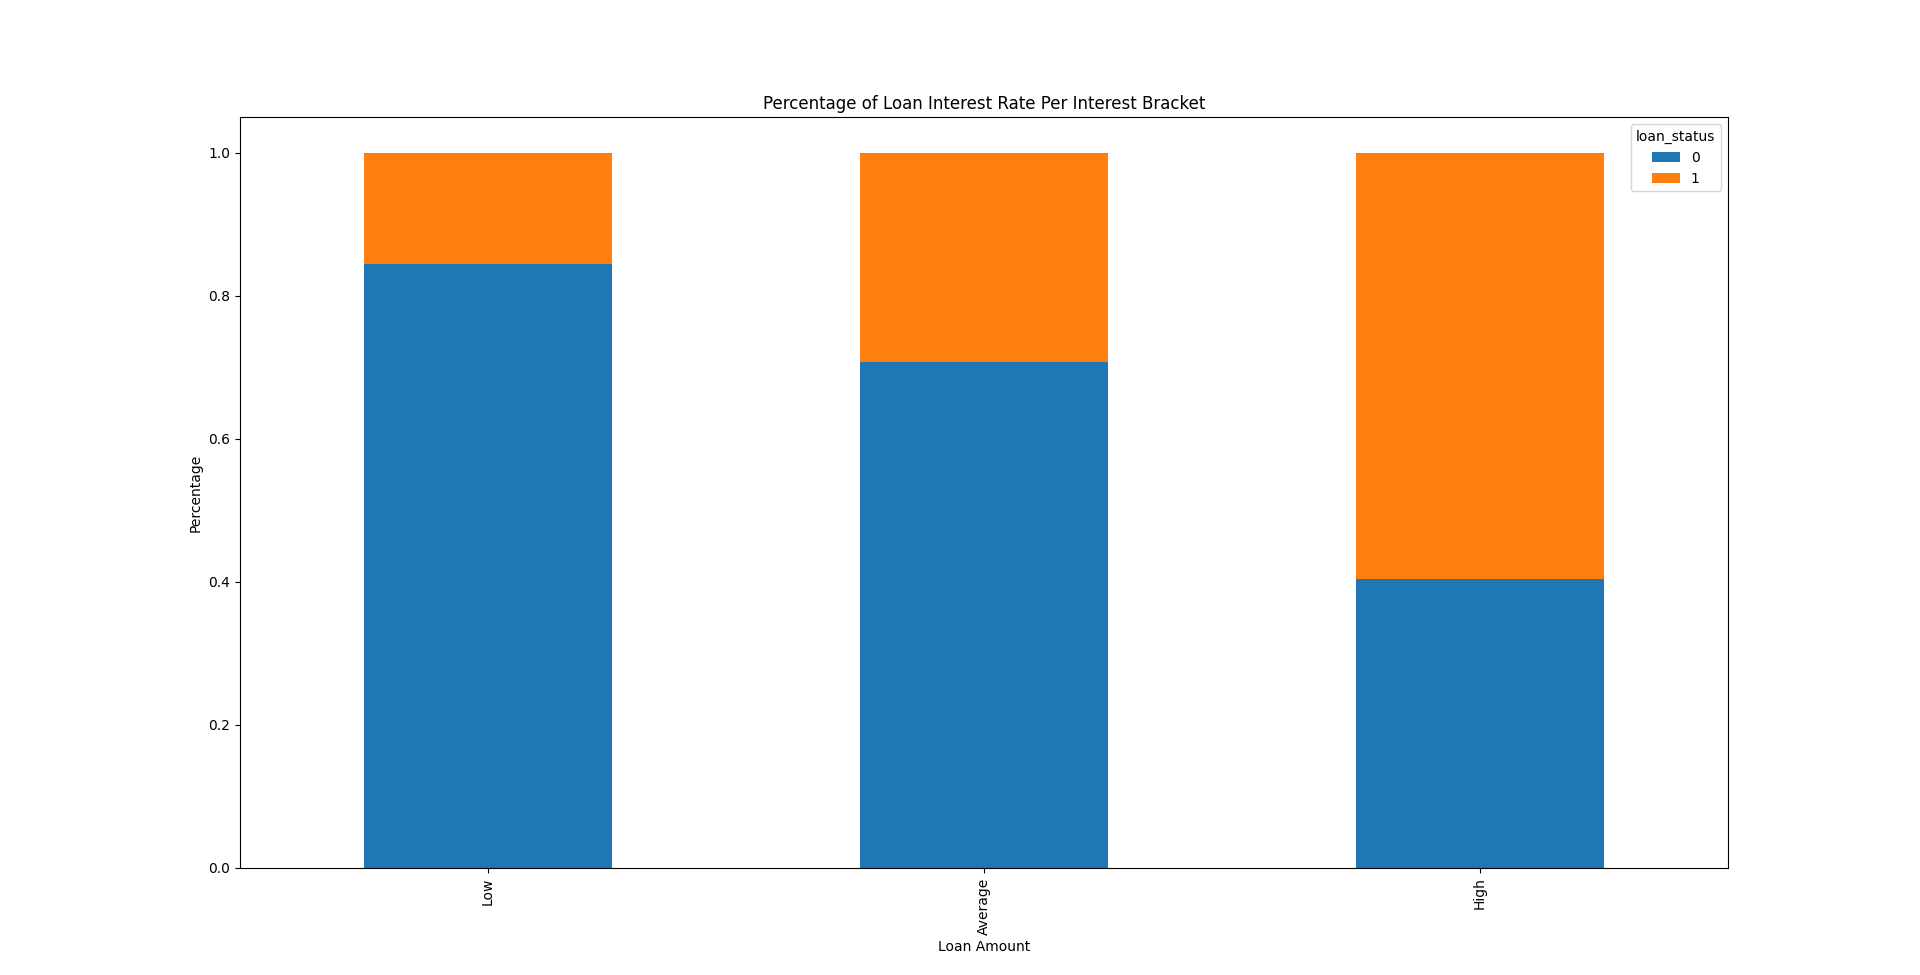 Percentage of Loan Interest Rate Per Interest Bracket
loan_status
0
1
1.0
0.8
0.6
0.4
0.2
0.0
Percentage
Low
Average
High
Loan Amount